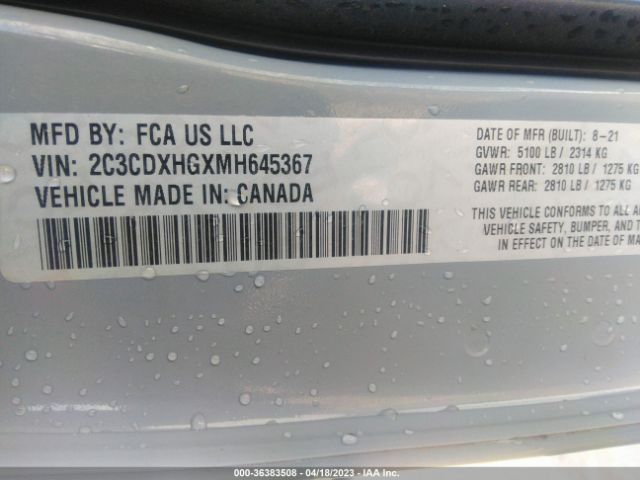 MFD BY: FCA US LLC
VIN: 2C3CDXHGXMH645367
VEHICLE MADE IN: CANADA
DATE OF MFR (BUILT): 8-21
GVWR: 5100 LB / 2314 KG
GAWR FRONT: 2810 LB / 1275 KG
GAWR REAR: 2810 LB / 1275 KG
THIS VEHICLE CONFORMS TO ALL
VEHICLE SAFETY, BUMPER, AND
IN EFFECT ON THE DATE OF
000-36383508 - 04/18/2023 - IAA Inc.